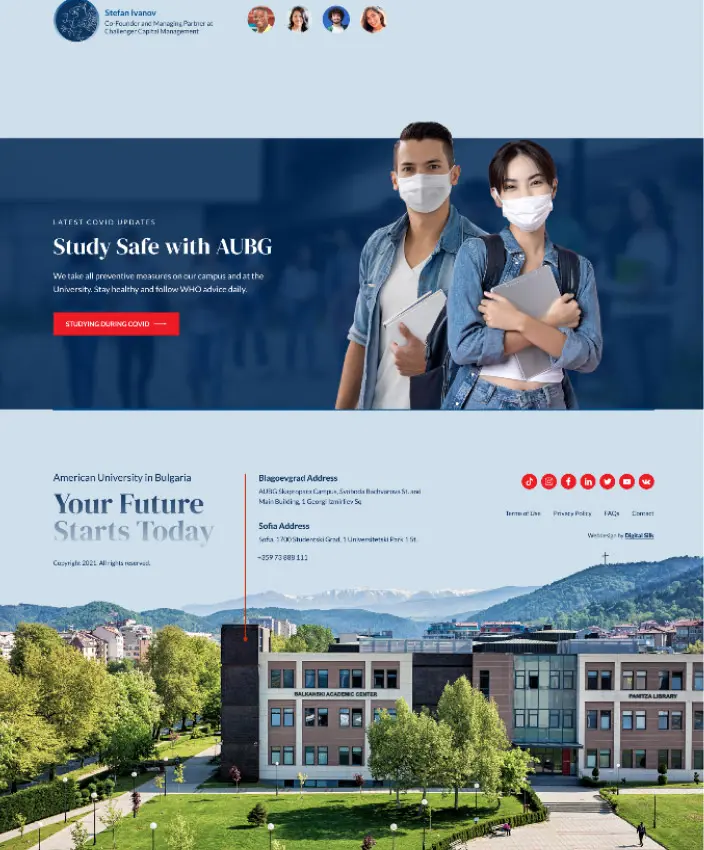 Stefan Ivanov
Co-Founder and Managing Partner at
Challenger Capital Management
LATEST COVID UPDATES
Study Safe with AUBG
We take all preventive measures on our campus and at the
University. Stay healthy and follow WHO advice daily.
STUDYING DURING COVID
American University in Bulgaria
Your Future
Starts Today
Copyright 2021. All rights reserved.
Blagoevgrad Address
AUBG Skaptopara Campus, Svoboda Bachvarova St. and
Main Building, 1 Georgi Izmirliev Sq.
Sofia Address
Sofia, 1700 Studentski Grad, 1 Universitetski Park 1 St.
+359 73 888 111
Terms of Use Privacy Policy FAQs Contact
Webdesign by Digital Silk
BALKANSKI ACADEMIC CENTER
PANITZA LIBRARY